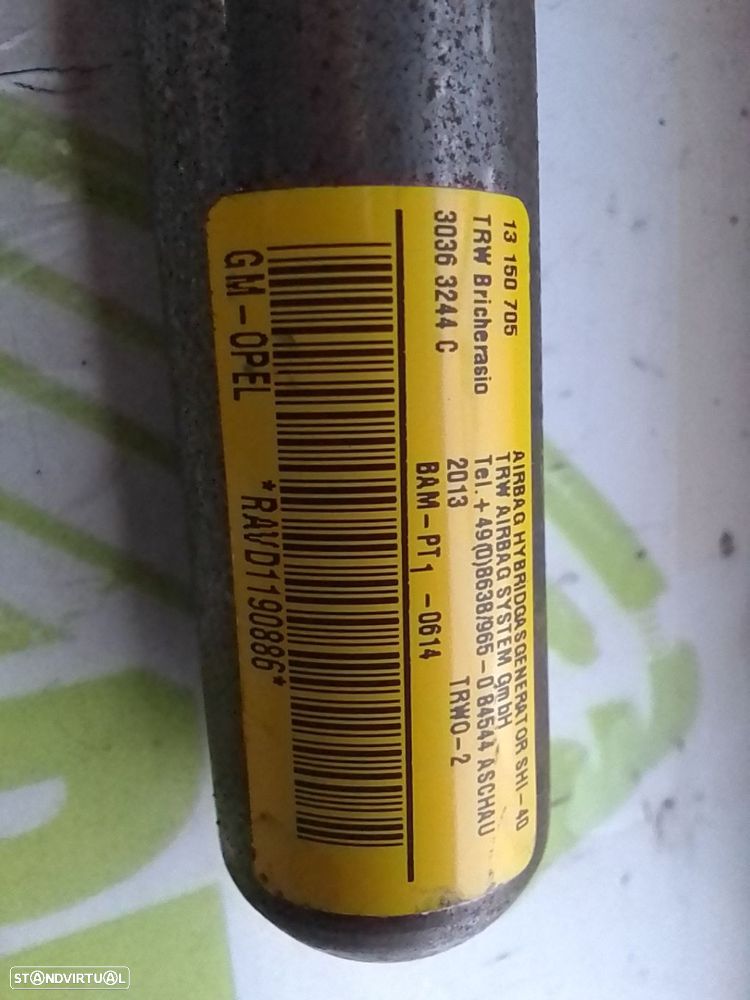 13 150 705
TRW Bricherasio
3036 3244 C
AIRBAG HYBRIDGASGENERATOR SHI-40
TRW AIRBAG SYSTEM GmbH
Tel.+49(0)8638/965-0 84544 ASCHAU
2013 TRWO-2
BAM-PT1 -0614
GM-OPEL *RAVD1190886*
STANDVIRTUAL